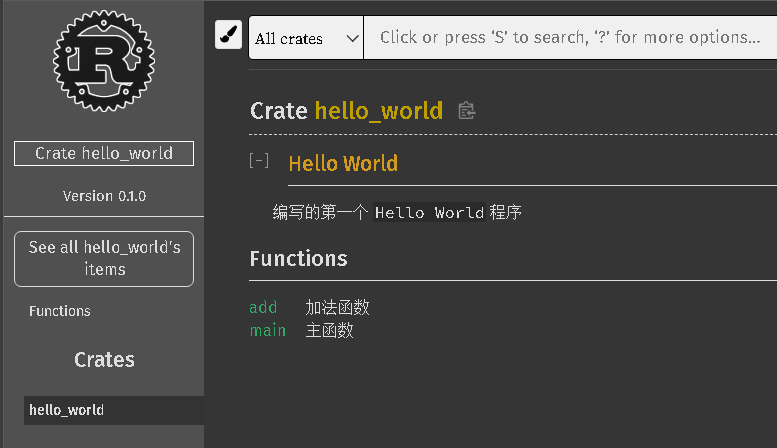 R
Crate hello_world
Version 0.1.0
See all hello_world's
items
Functions
Crates
hello_world
All crates
Click or press ‘S’ to search, ‘?’ for more options…
Crate hello_world
[-] Hello World
编写的第一个 Hello World 程序
Functions
add 加法函数
main 主函数